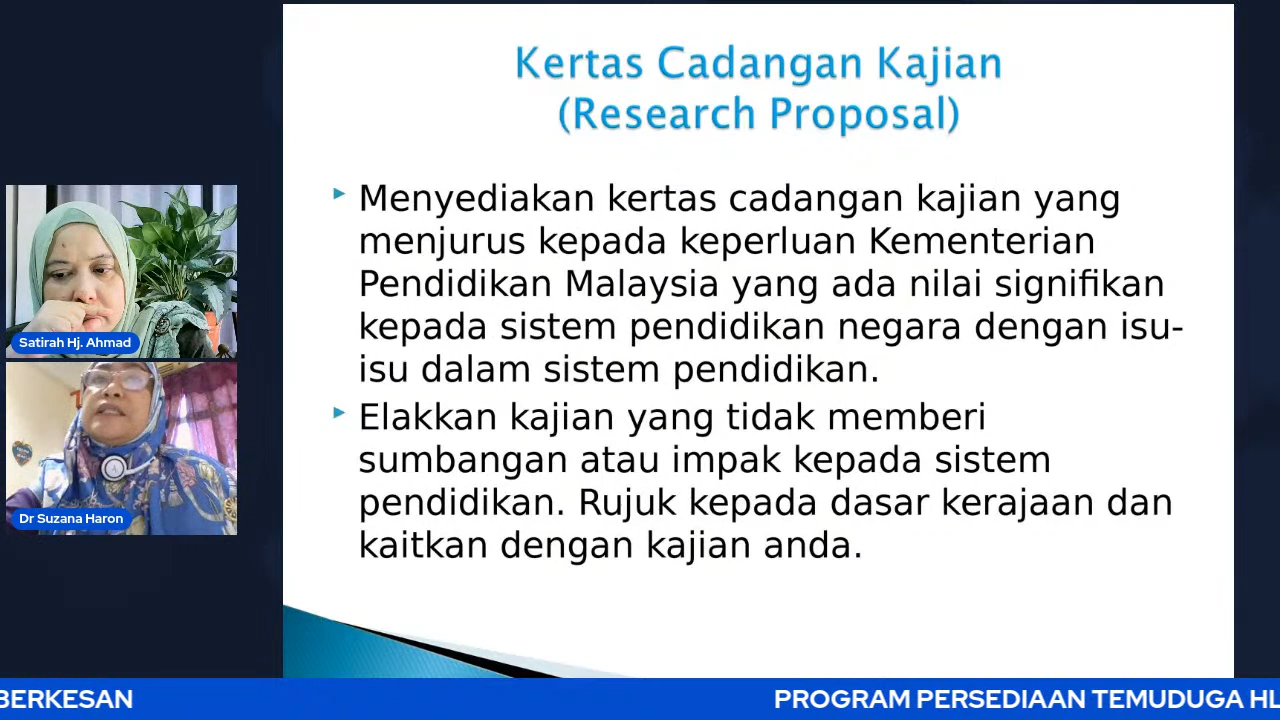 Kertas Cadangan Kajian
(Research Proposal)
Menyediakan kertas cadangan kajian yang
menjurus kepada keperluan Kementerian
Pendidikan Malaysia yang ada nilai signifikan
kepada sistem pendidikan negara dengan isu-
isu dalam sistem pendidikan.
Elakkan kajian yang tidak memberi
sumbangan atau impak kepada sistem
pendidikan. Rujuk kepada dasar kerajaan dan
kaitkan dengan kajian anda.
Satirah Hj. Ahmad
Dr Suzana Haron
BERKESAN
PROGRAM PERSEDIAAN TEMUDUGA HL